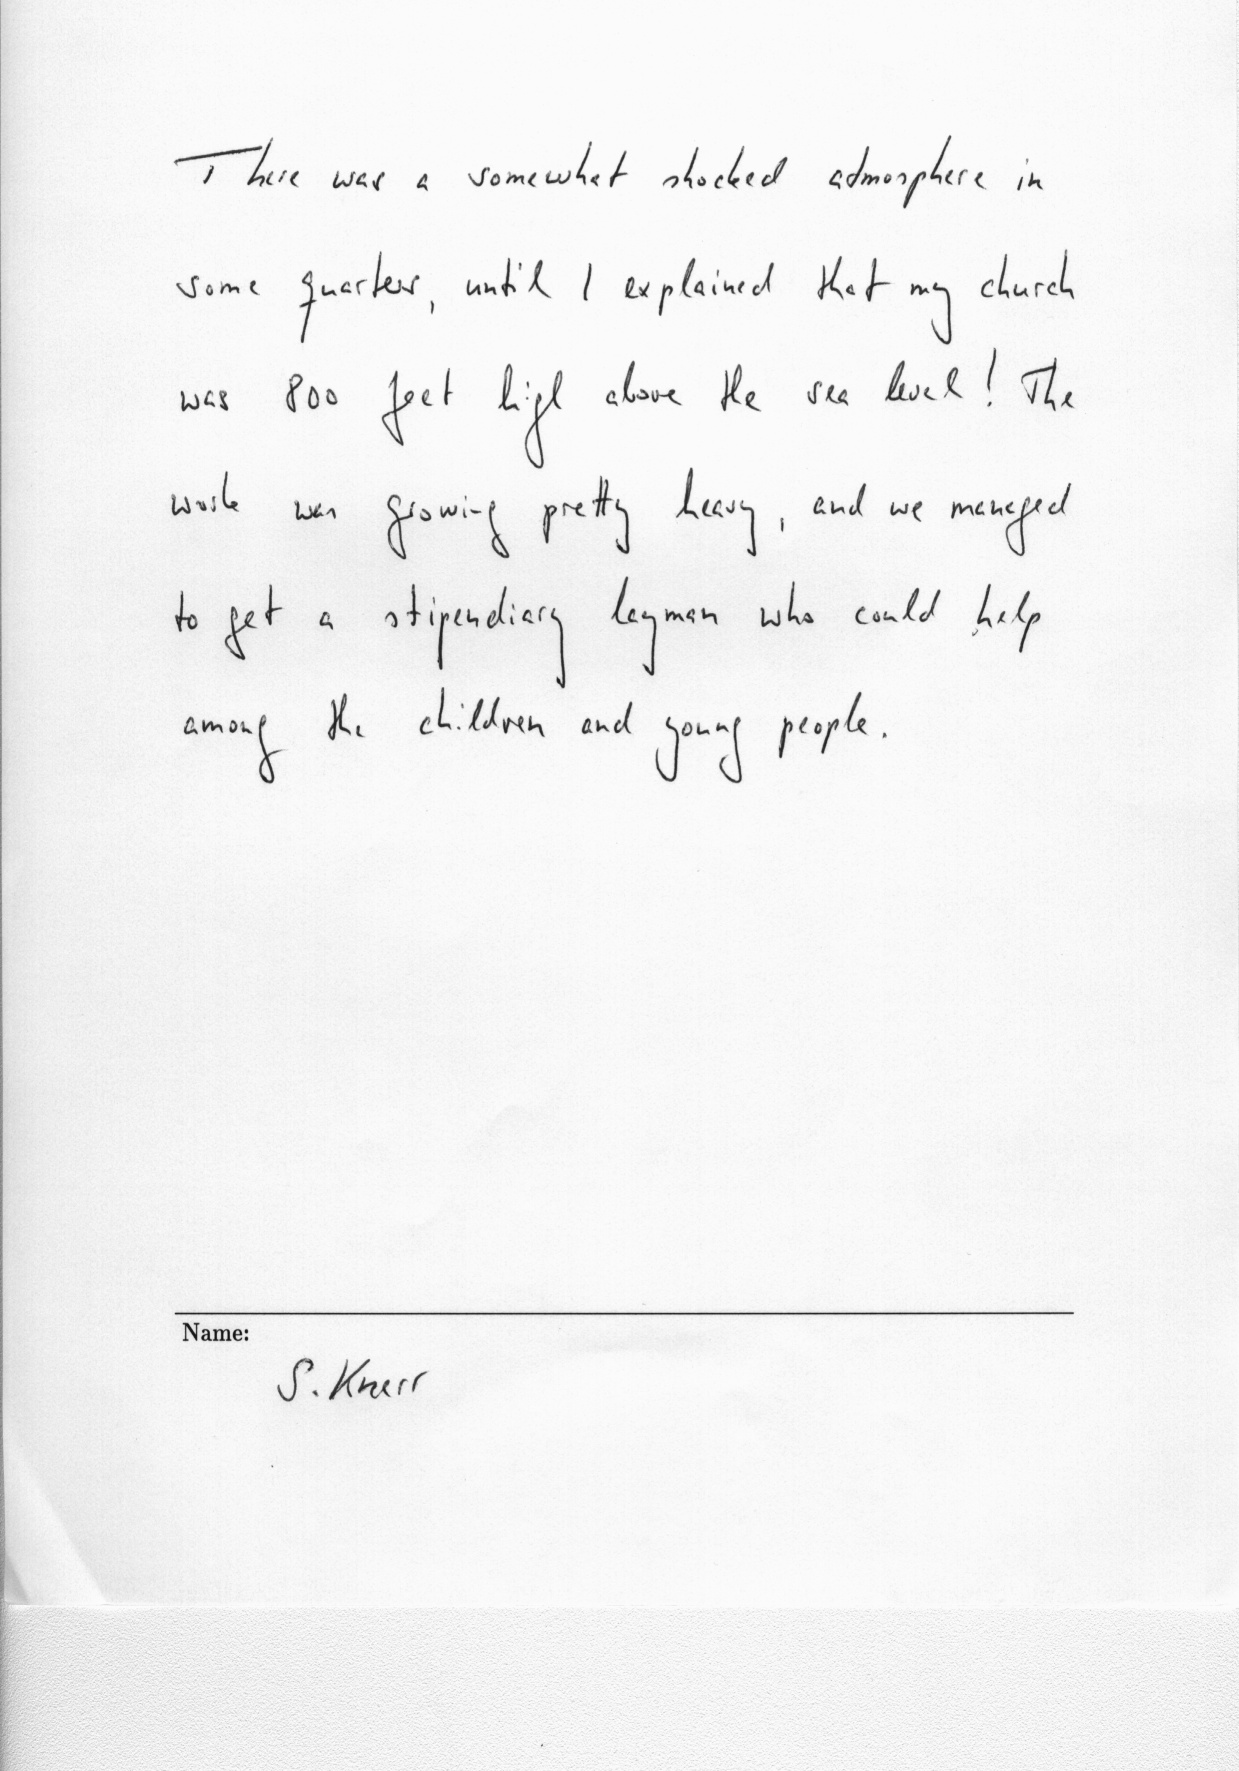 There was a somewhat shocked atmosphere in
some quarters, until I explained that my church
was 800 feet high above the sea level! The
work was growing pretty heavy, and we managed
to get a stipendiary layman who could help
among the children and young people.
Name:
S. Knerr